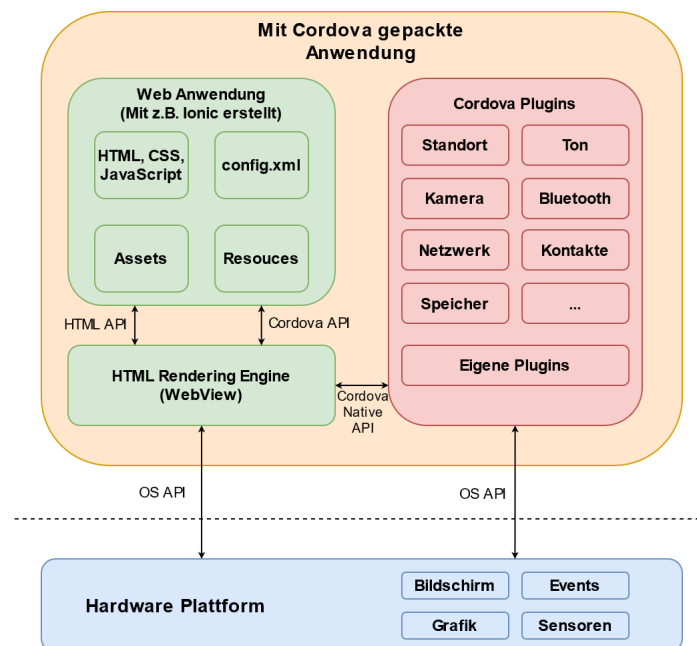 Mit Cordova gepackte
Anwendung
Web Anwendung
(Mit z.B. Ionic erstellt)
HTML, CSS,
JavaScript
config.xml
Assets
Resouces
Cordova Plugins
Standort
Ton
Kamera
Bluetooth
Netzwerk
Kontakte
Speicher
...
Eigene Plugins
HTML API
Cordova API
HTML Rendering Engine
(WebView)
Cordova
Native
API
OS API
OS API
Hardware Plattform
Bildschirm
Events
Grafik
Sensoren